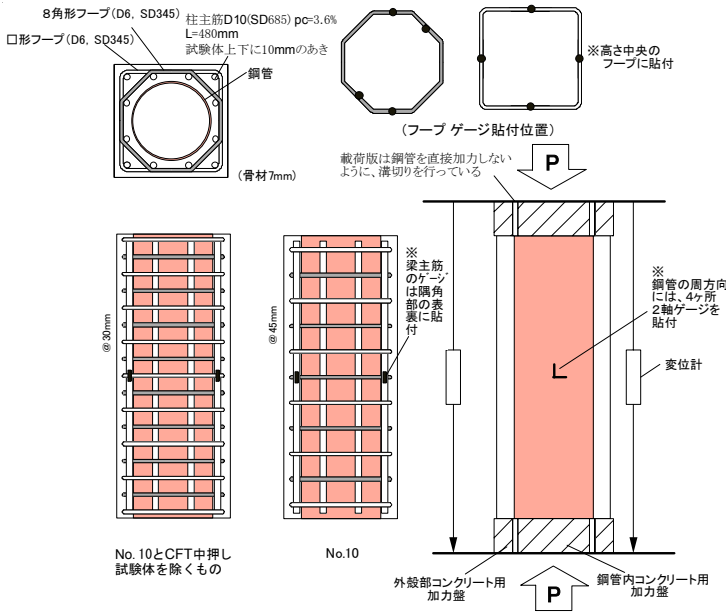 8角形フープ(D6, SD345)
口形フープ(D6, SD345)
柱主筋D10(SD685) pc=3.6%
L=480mm
試験体上下に10mmのあき
鋼管
(骨材7mm)
※高さ中央の
フープに貼付
(フープ ゲージ貼付位置)
載荷版は鋼管を直接加力しない
ように、溝切りを行っている
P
@30mm
@45mm
※
梁主筋
のゲージ
は隅角
部の表
裏に貼
付
※
鋼管の周方向
には、4ヶ所
2軸ゲージを
貼付
変位計
No. 10とCFT中押し
試験体を除くもの
No.10
外殻部コンクリート用
加力盤
P
鋼管内コンクリート用
加力盤